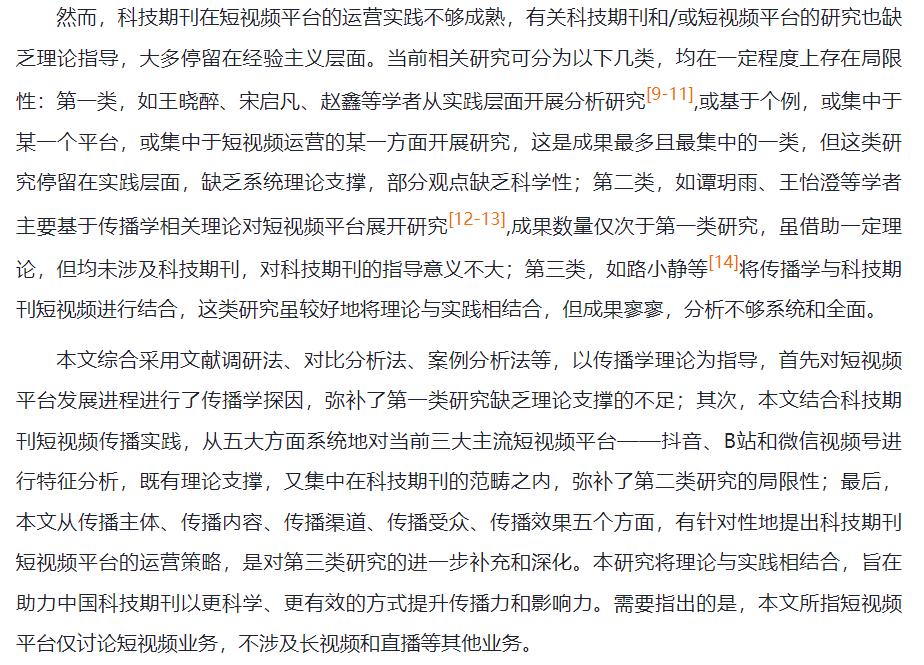 然而，科技期刊在短视频平台的运营实践不够成熟，有关科技期刊和/或短视频平台的研究也缺
乏理论指导，大多停留在经验主义层面。当前相关研究可分为以下几类，均在一定程度上存在局限
性：第一类，如王晓醉、宋启凡、赵鑫等学者从实践层面开展分析研究[9-11],或基于个例，或集中于
某一个平台，或集中于短视频运营的某一方面开展研究，这是成果最多且最集中的一类，但这类研
究停留在实践层面，缺乏系统理论支撑，部分观点缺乏科学性；第二类，如谭玥雨、王怡澄等学者
主要基于传播学相关理论对短视频平台展开研究[12-13],成果数量仅次于第一类研究，虽借助一定理
论，但均未涉及科技期刊，对科技期刊的指导意义不大；第三类，如路小静等[14]将传播学与科技期
刊短视频进行结合，这类研究虽较好地将理论与实践相结合，但成果寥寥，分析不够系统和全面。
本文综合采用文献调研法、对比分析法、案例分析法等，以传播学理论为指导，首先对短视频
平台发展进程进行了传播学探因，弥补了第一类研究缺乏理论支撑的不足；其次，本文结合科技期
刊短视频传播实践，从五大方面系统地对当前三大主流短视频平台——抖音、B站和微信视频号进
行特征分析，既有理论支撑，又集中在科技期刊的范畴之内，弥补了第二类研究的局限性；最后，
本文从传播主体、传播内容、传播渠道、传播受众、传播效果五个方面，有针对性地提出科技期刊
短视频平台的运营策略，是对第三类研究的进一步补充和深化。本研究将理论与实践相结合，旨在
助力中国科技期刊以更科学、更有效的方式提升传播力和影响力。需要指出的是，本文所指短视频
平台仅讨论短视频业务，不涉及长视频和直播等其他业务。